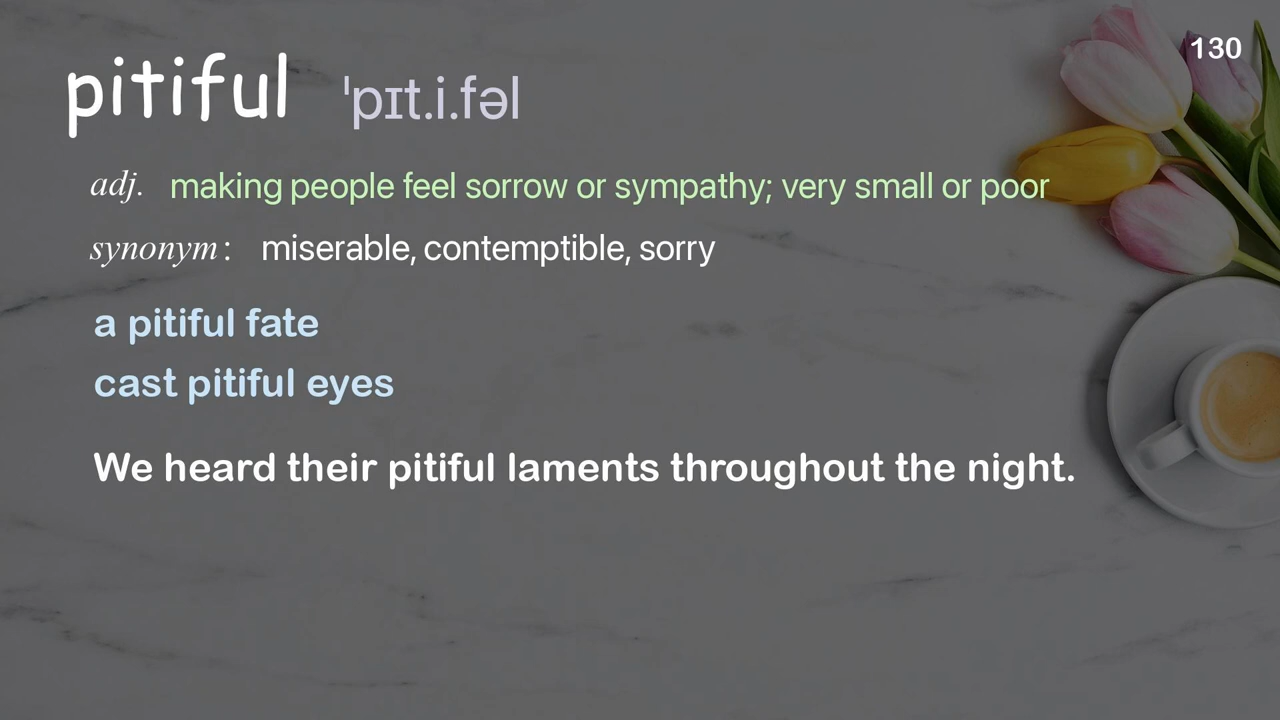 130
pitiful ˈpɪt.i.fəl
adj. making people feel sorrow or sympathy; very small or poor
synonym: miserable, contemptible, sorry
a pitiful fate
cast pitiful eyes
We heard their pitiful laments throughout the night.